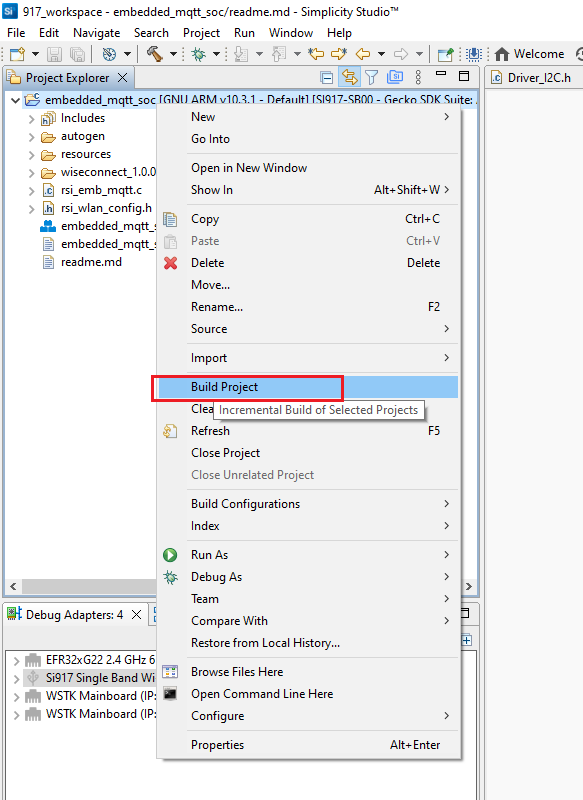 Si 917_workspace - embedded_mqtt_soc/readme.md - Simplicity Studio™
File Edit Navigate Search Project Run Window Help
Welcome
Project Explorer
Driver_I2C.h
embedded_mqtt_soc [GNU ARM v10.3.1 - Default] [SI917-SB00 - Gecko SDK Suite:
Includes
autogen
resources
wiseconnect_1.0.0
rsi_emb_mqtt.c
rsi_wlan_config.h
embedded_mqtt_s
embedded_mqtt_s
readme.md
New
Go Into
Open in New Window
Show In Alt+Shift+W
Copy Ctrl+C
Paste Ctrl+V
Delete Delete
Move...
Rename... F2
Source
Import
Build Project
Clea
Incremental Build of Selected Projects
Refresh F5
Close Project
Close Unrelated Project
Build Configurations
Index
Run As
Debug As
Team
Compare With
Restore from Local History...
Browse Files Here
Open Command Line Here
Configure
Properties Alt+Enter
Debug Adapters: 4
EFR32xG22 2.4 GHz 6
Si917 Single Band Wi
WSTK Mainboard (IP:
WSTK Mainboard (IP: